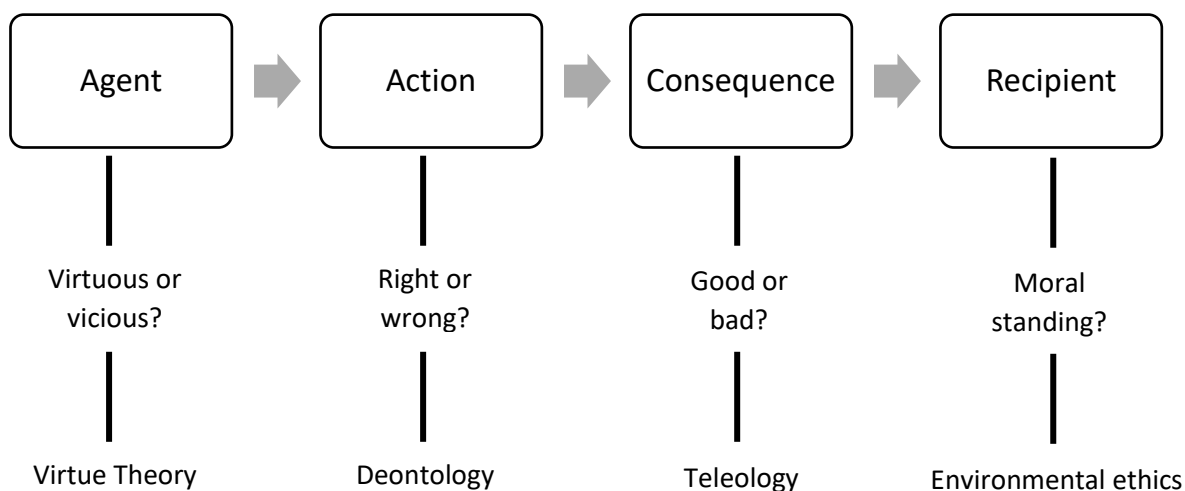 Agent
Action
Consequence
Recipient
Virtuous or
vicious?
Right or
wrong?
Good or
bad?
Moral
standing?
Virtue Theory
Deontology
Teleology
Environmental ethics